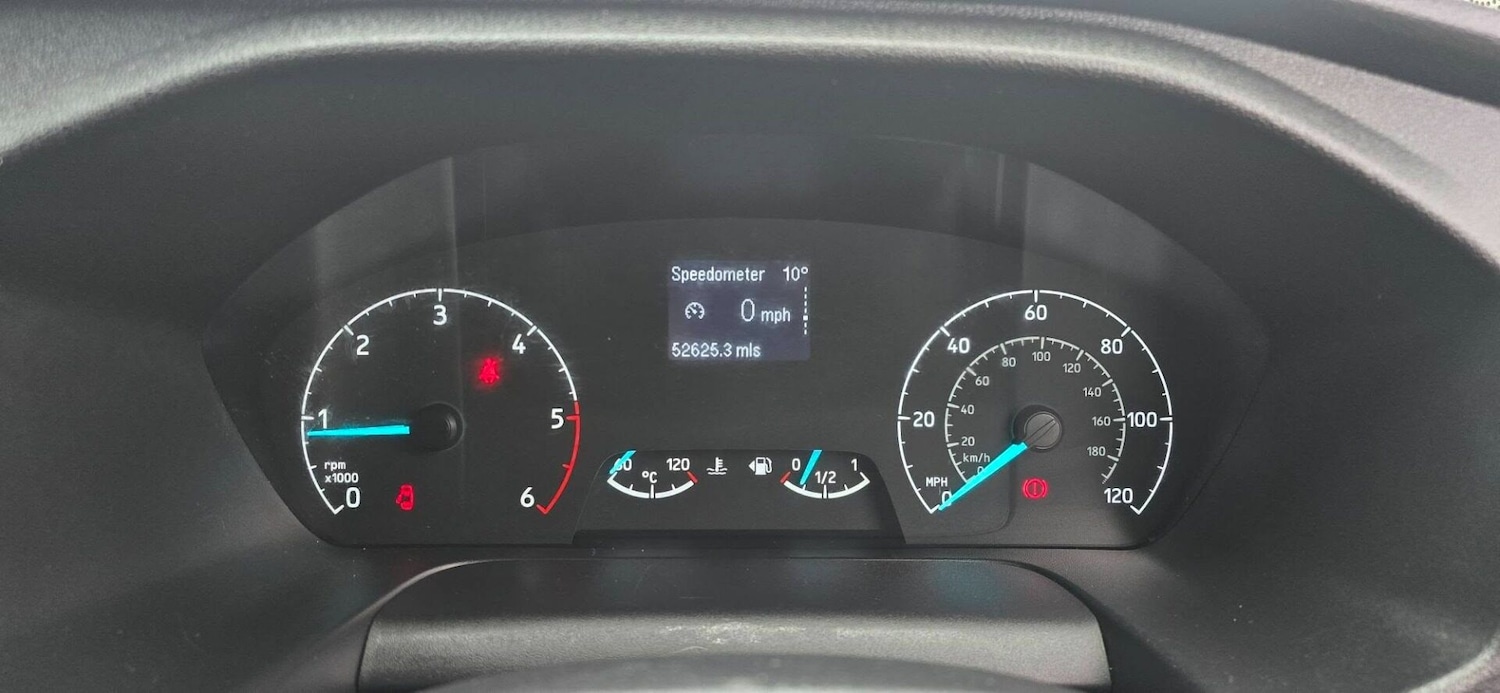 Speedometer 10°
0 mph
52625.3 mls
0 1 2 3 4 5 6
rpm
x1000
60 °C 120
0 1/2 1
0 20 40 60 80 100 120
MPH
0 20 40 60 80 100 120 140 160 180
km/h